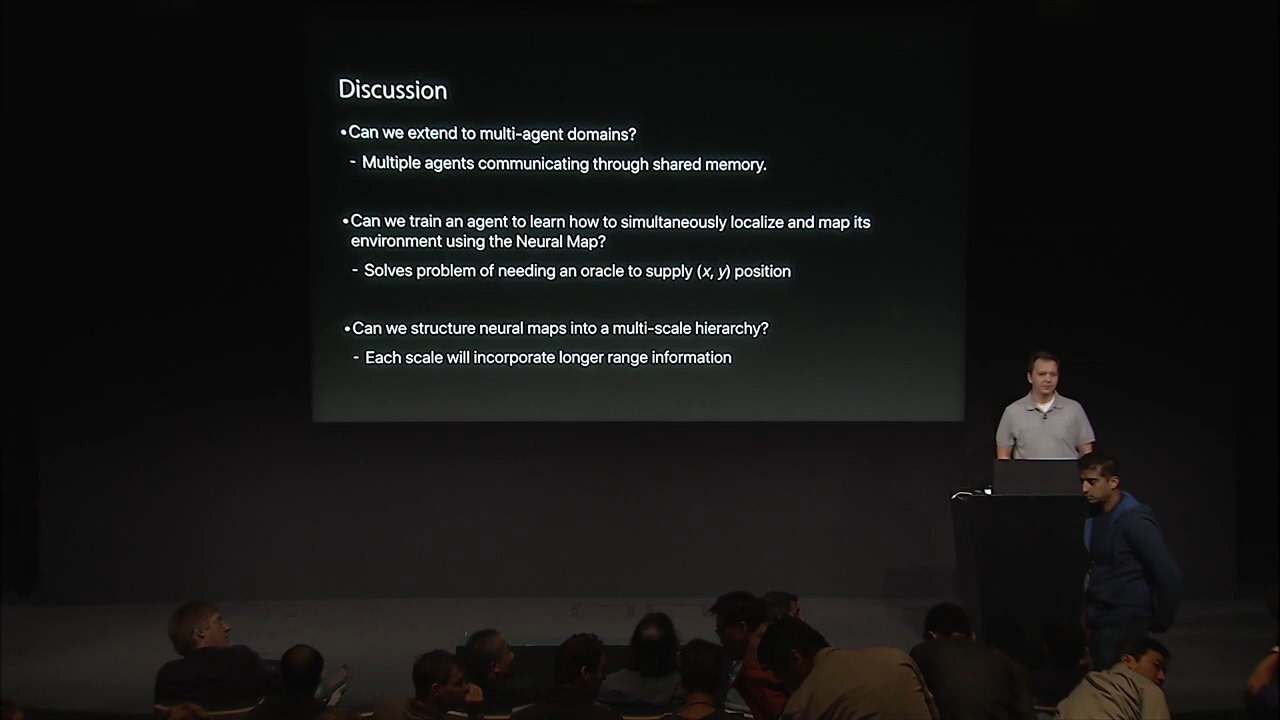 Discussion
•Can we extend to multi-agent domains?
- Multiple agents communicating through shared memory.
•Can we train an agent to learn how to simultaneously localize and map its
environment using the Neural Map?
- Solves problem of needing an oracle to supply (x, y) position
•Can we structure neural maps into a multi-scale hierarchy?
- Each scale will incorporate longer range information